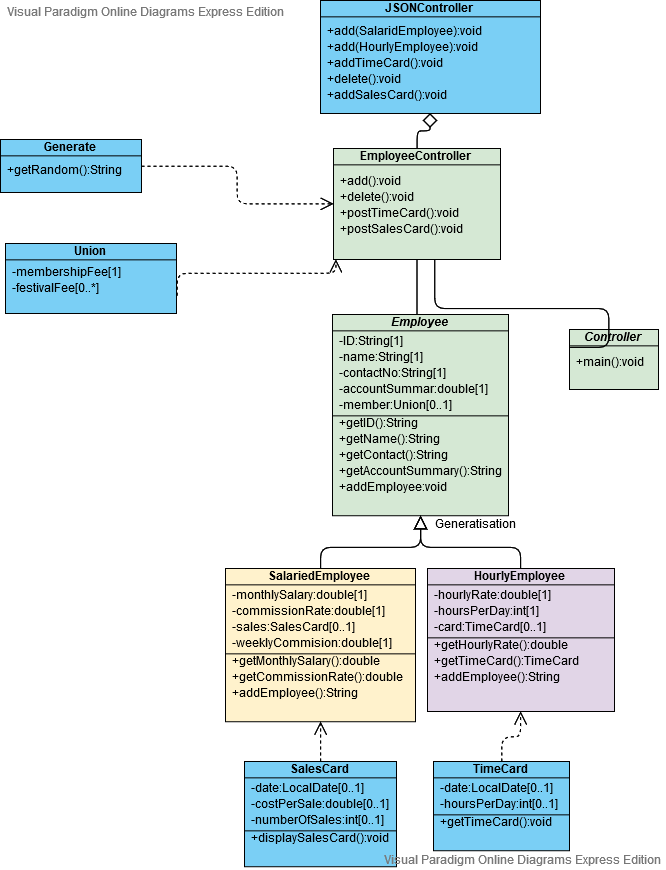 Visual Paradigm Online Diagrams Express Edition
JSONController
+add(SalaridEmployee):void
+add(HourlyEmployee):void
+addTimeCard():void
+delete():void
+addSalesCard():void
Generate
+getRandom():String
EmployeeController
+add():void
+delete():void
+postTimeCard():void
+postSalesCard():void
Union
-membershipFee[1]
-festivalFee[0..*]
Employee
-ID:String[1]
-name:String[1]
-contactNo:String[1]
-accountSummar:double[1]
-member:Union[0..1]
+getID():String
+getName():String
+getContact():String
+getAccountSummary():String
+addEmployee:void
Controller
+main():void
Generatisation
SalariedEmployee
-monthlySalary:double[1]
-commissionRate:double[1]
-sales:SalesCard[0..1]
-weeklyCommision:double[1]
+getMonthlySalary():double
+getCommissionRate():double
+addEmployee():String
HourlyEmployee
-hourlyRate:double[1]
-hoursPerDay:int[1]
-card:TimeCard[0..1]
+getHourlyRate():double
+getTimeCard():TimeCard
+addEmployee():String
SalesCard
-date:LocalDate[0..1]
-costPerSale:double[0..1]
-numberOfSales:int[0..1]
+displaySalesCard():void
TimeCard
-date:LocalDate[0..1]
-hoursPerDay:int[0..1]
+getTimeCard():void
Visual Paradigm Online Diagrams Express Edition